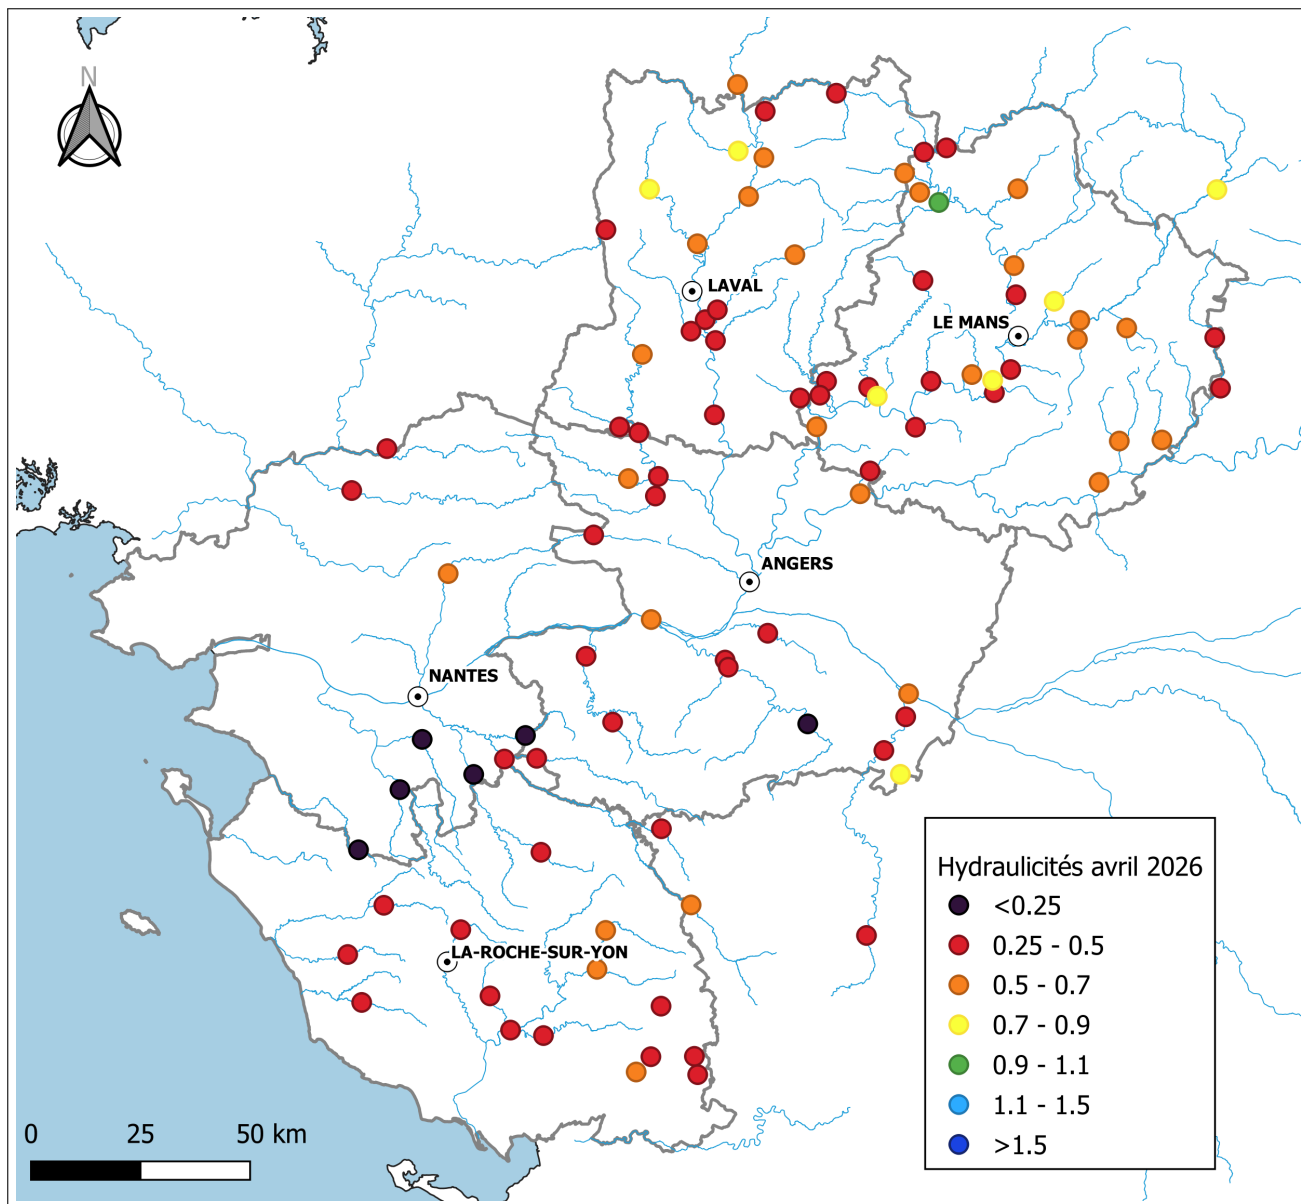 N
LAVAL
LE MANS
ANGERS
NANTES
LA-ROCHE-SUR-YON
Hydraulicités avril 2026
<0.25
0.25 - 0.5
0.5 - 0.7
0.7 - 0.9
0.9 - 1.1
1.1 - 1.5
>1.5
0 25 50 km